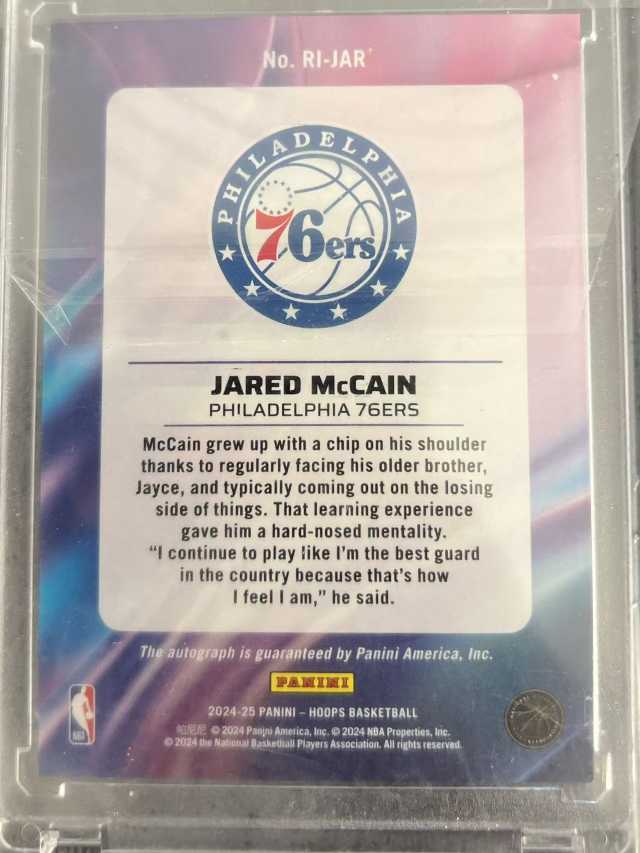 No. RI-JAR
PHILADELPHIA
76ers
JARED McCAIN
PHILADELPHIA 76ERS
McCain grew up with a chip on his shoulder
thanks to regularly facing his older brother,
Jayce, and typically coming out on the losing
side of things. That learning experience
gave him a hard-nosed mentality.
“I continue to play like I’m the best guard
in the country because that’s how
I feel I am,” he said.
The autograph is guaranteed by Panini America, Inc.
PANINI
2024-25 PANINI – HOOPS BASKETBALL
帕尼尼 © 2024 Panini America, Inc. © 2024 NBA Properties, Inc.
© 2024 the National Basketball Players Association. All rights reserved.
NBA